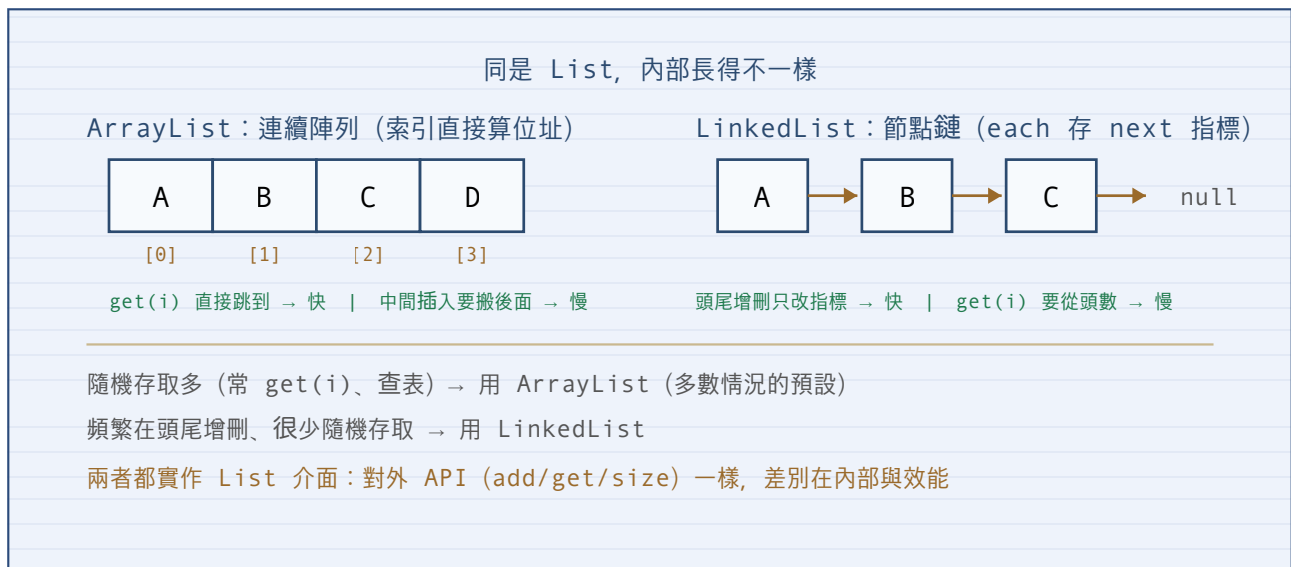 同是 List，內部長得不一樣
ArrayList：連續陣列（索引直接算位址）
A B C D
[0] [1] [2] [3]
get(i) 直接跳到 → 快 | 中間插入要搬後面 → 慢
LinkedList：節點鏈（each 存 next 指標）
A B C null
頭尾增刪只改指標 → 快 | get(i) 要從頭數 → 慢
隨機存取多（常 get(i)、查表）→ 用 ArrayList（多數情況的預設）
頻繁在頭尾增刪、很少隨機存取 → 用 LinkedList
兩者都實作 List 介面：對外 API（add/get/size）一樣，差別在內部與效能